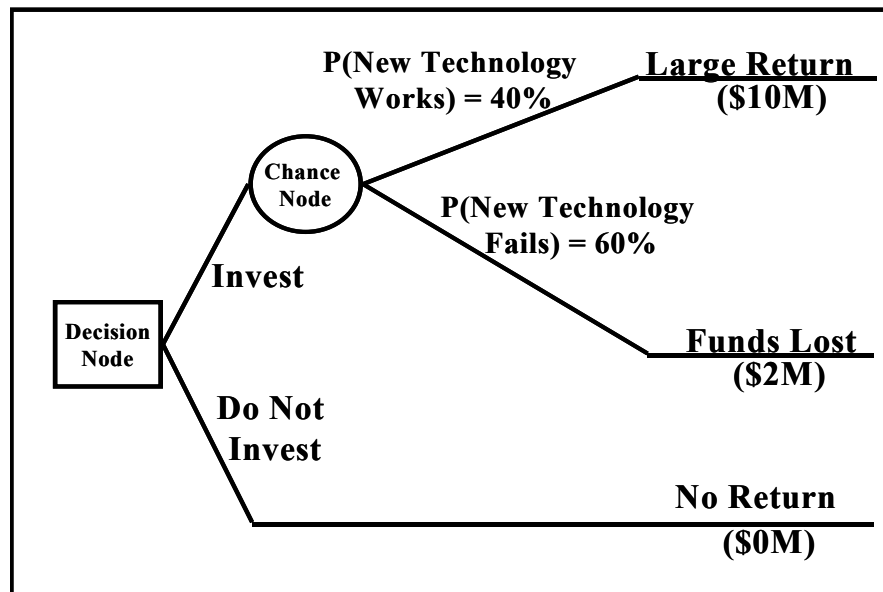 P(New Technology
Works) = 40%
Large Return
($10M)
Chance
Node
P(New Technology
Fails) = 60%
Invest
Decision
Node
Funds Lost
($2M)
Do Not
Invest
No Return
($0M)